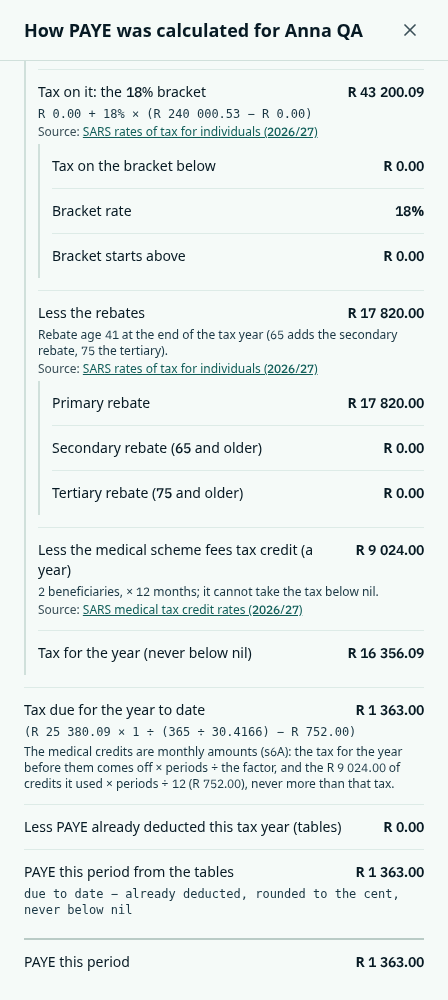 How PAYE was calculated for Anna QA
Tax on it: the 18% bracket R 43 200.09
R 0.00 + 18% × (R 240 000.53 − R 0.00)
Source: SARS rates of tax for individuals (2026/27)
Tax on the bracket below R 0.00
Bracket rate 18%
Bracket starts above R 0.00
Less the rebates R 17 820.00
Rebate age 41 at the end of the tax year (65 adds the secondary
rebate, 75 the tertiary).
Source: SARS rates of tax for individuals (2026/27)
Primary rebate R 17 820.00
Secondary rebate (65 and older) R 0.00
Tertiary rebate (75 and older) R 0.00
Less the medical scheme fees tax credit (a R 9 024.00
year)
2 beneficiaries, × 12 months; it cannot take the tax below nil.
Source: SARS medical tax credit rates (2026/27)
Tax for the year (never below nil) R 16 356.09
Tax due for the year to date R 1 363.00
(R 25 380.09 × 1 ÷ (365 ÷ 30.4166) − R 752.00)
The medical credits are monthly amounts (s6A): the tax for the year
before them comes off × periods ÷ the factor, and the R 9 024.00 of
credits it used × periods ÷ 12 (R 752.00), never more than that tax.
Less PAYE already deducted this tax year (tables) R 0.00
PAYE this period from the tables R 1 363.00
due to date − already deducted, rounded to the cent,
never below nil
PAYE this period R 1 363.00